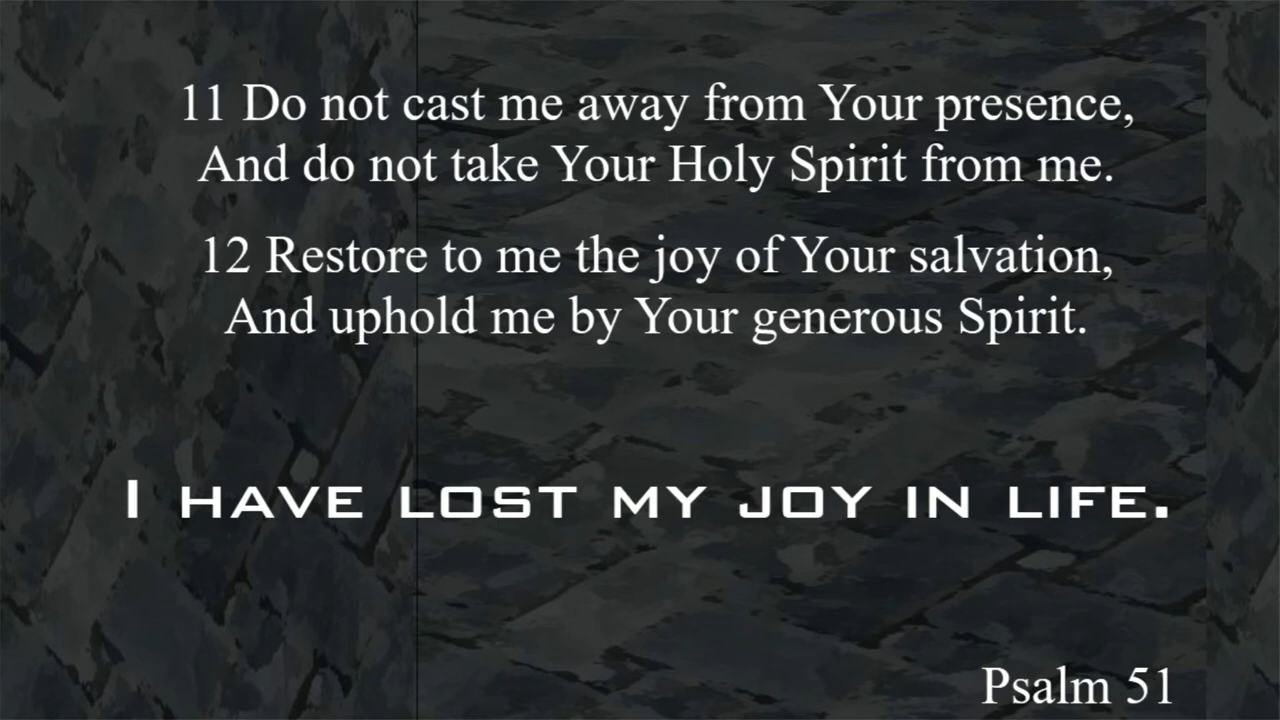 11 Do not cast me away from Your presence,
And do not take Your Holy Spirit from me.
12 Restore to me the joy of Your salvation,
And uphold me by Your generous Spirit.
I HAVE LOST MY JOY IN LIFE.
Psalm 51